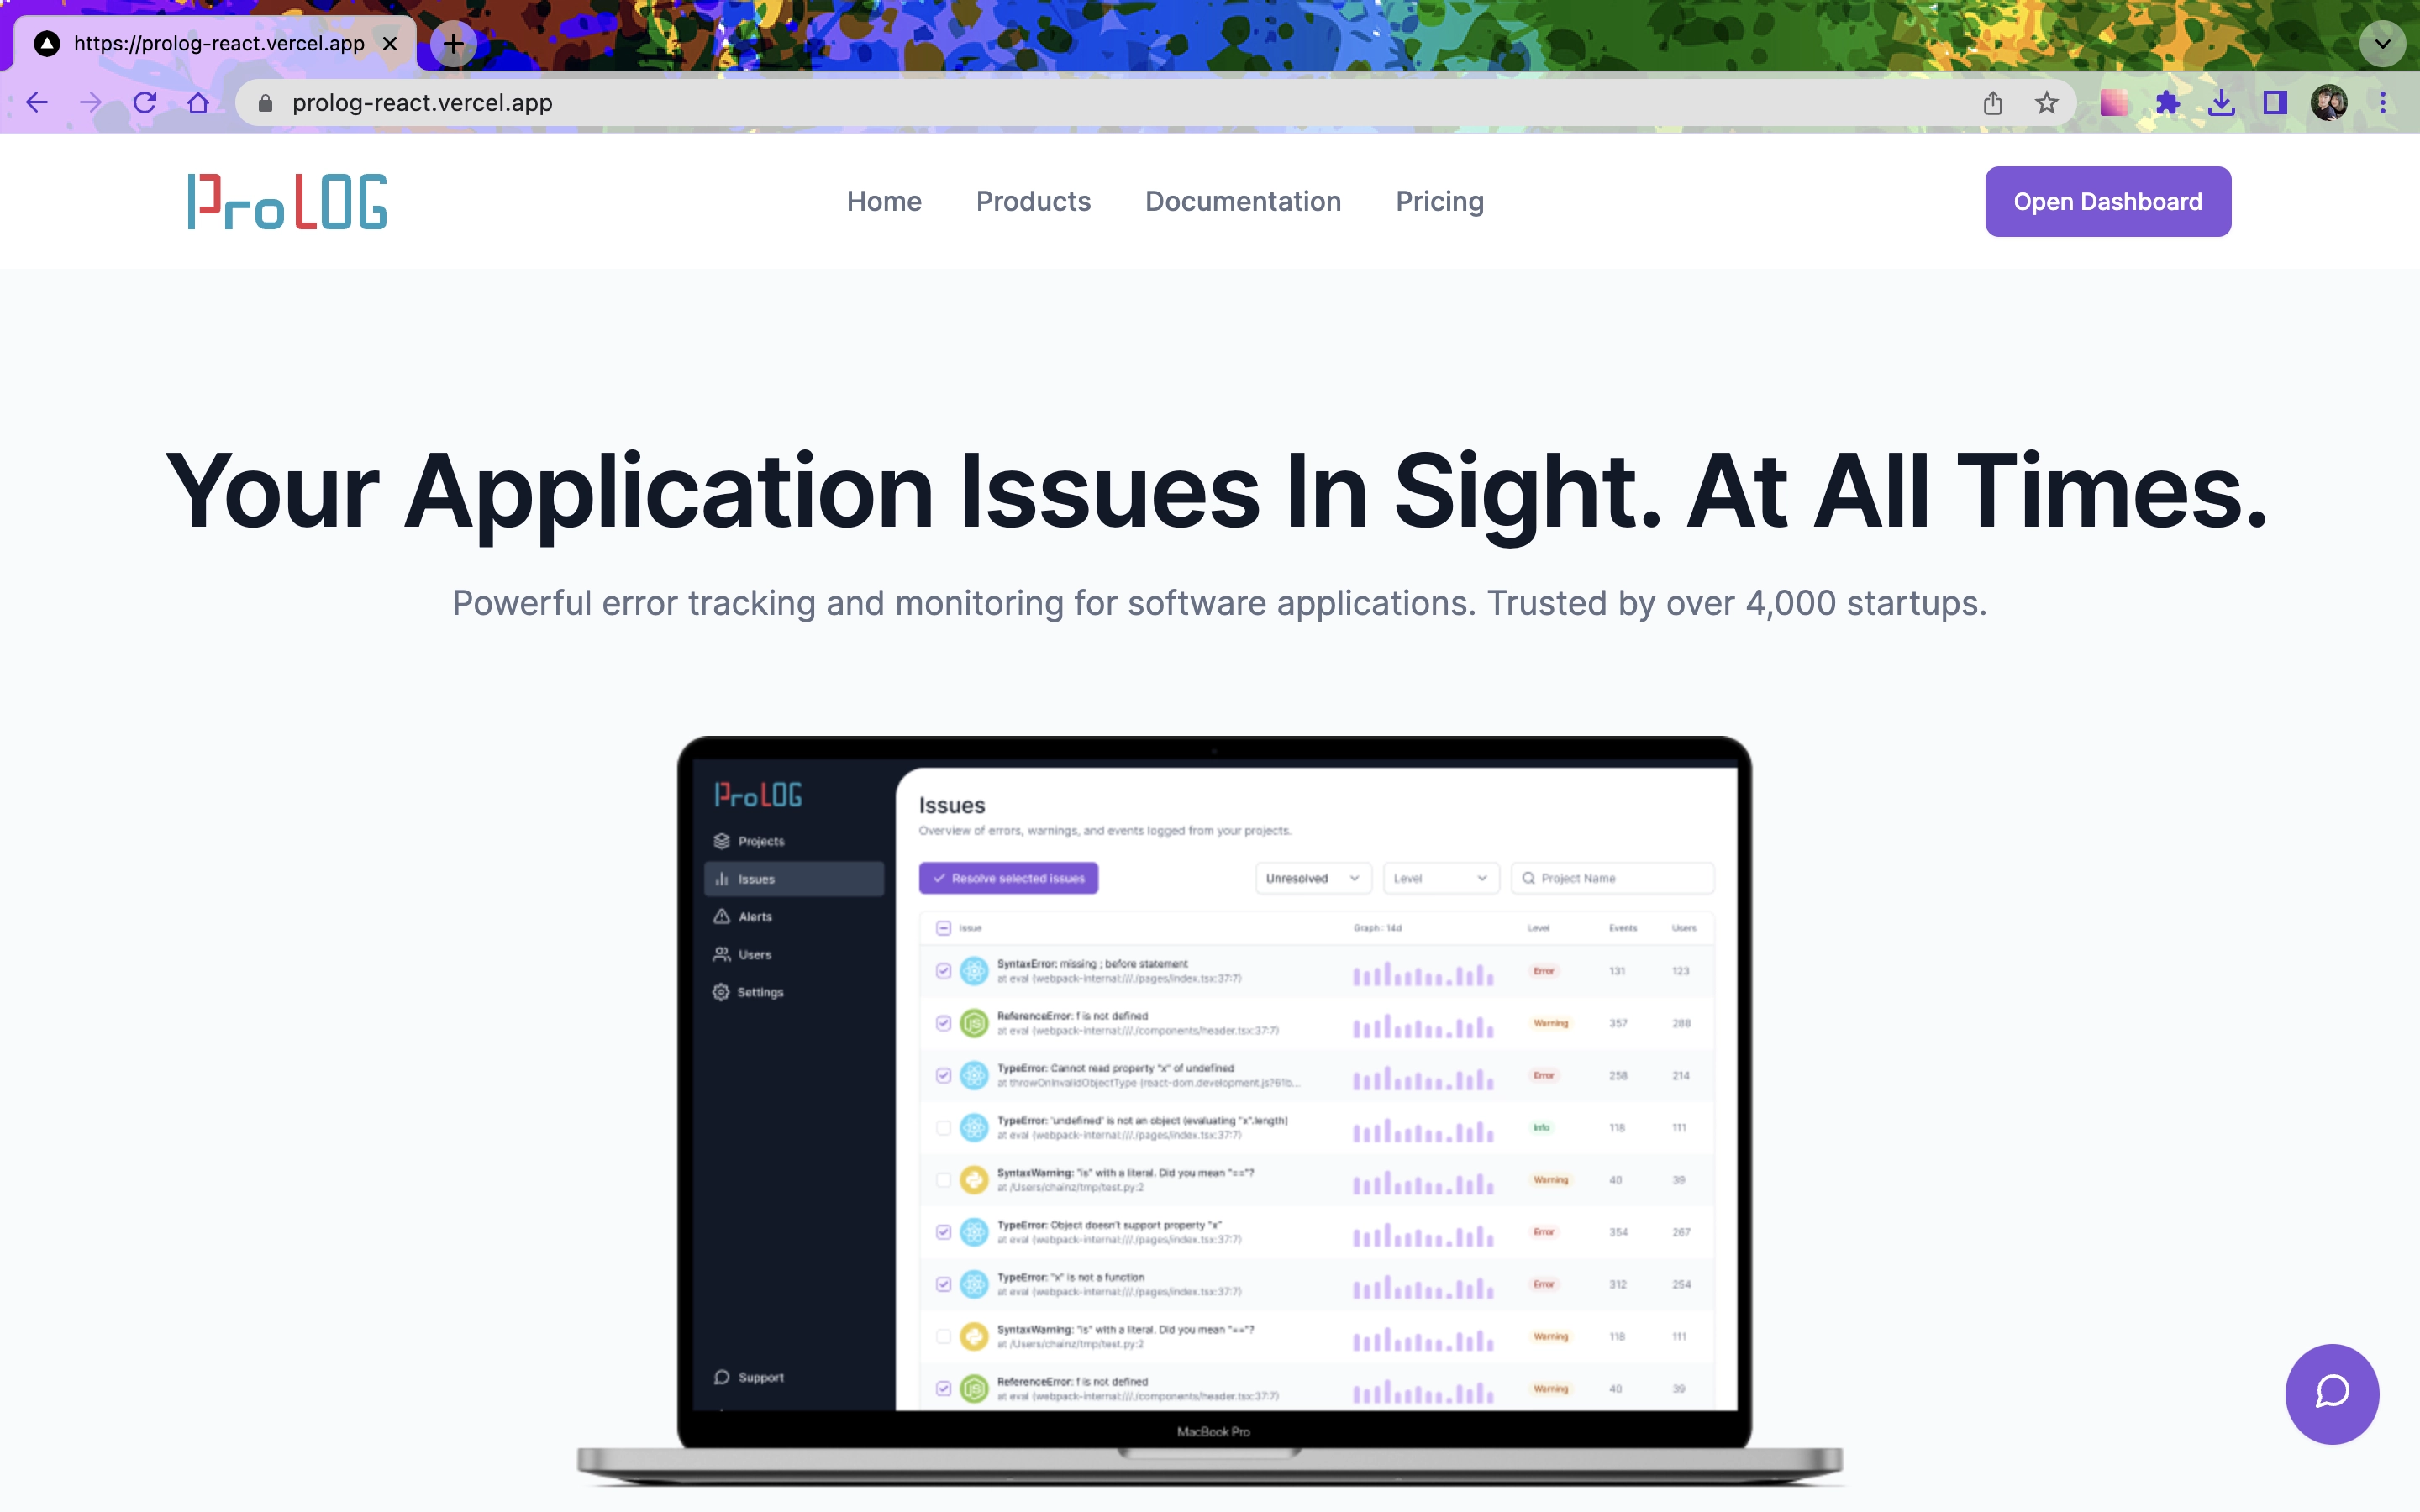 https://prolog-react.vercel.app
prolog-react.vercel.app
ProLOG
Home Products Documentation Pricing
Open Dashboard
Your Application Issues In Sight. At All Times.
Powerful error tracking and monitoring for software applications. Trusted by over 4,000 startups.
ProLOG
Projects
Issues
Alerts
Users
Settings
Support
Issues
Overview of errors, warnings, and events logged from your projects.
Resolve selected issues Unresolved Level Project Name
Issue Graph: 14d Level Events Users
SyntaxError: missing ; before statement
at eval (webpack-internal:///./pages/index.tsx:37:7)
Error 131 123
ReferenceError: f is not defined
at eval (webpack-internal:///./components/header.tsx:37:7)
Warning 357 288
TypeError: Cannot read property "x" of undefined
at throwOnInvalidObjectType (react-dom.development.js?61b...
Error 258 214
TypeError: 'undefined' is not an object (evaluating "x".length)
at eval (webpack-internal:///./pages/index.tsx:37:7)
Info 118 111
SyntaxWarning: "is" with a literal. Did you mean "=="?
at /Users/chainz/tmp/test.py:2
Warning 40 39
TypeError: Object doesn't support property "x"
at eval (webpack-internal:///./pages/index.tsx:37:7)
Error 354 267
TypeError: "x" is not a function
at eval (webpack-internal:///./pages/index.tsx:37:7)
Error 312 254
SyntaxWarning: "is" with a literal. Did you mean "=="?
at /Users/chainz/tmp/test.py:2
Warning 118 111
ReferenceError: f is not defined
at eval (webpack-internal:///./components/header.tsx:37:7)
Warning 40 39
MacBook Pro